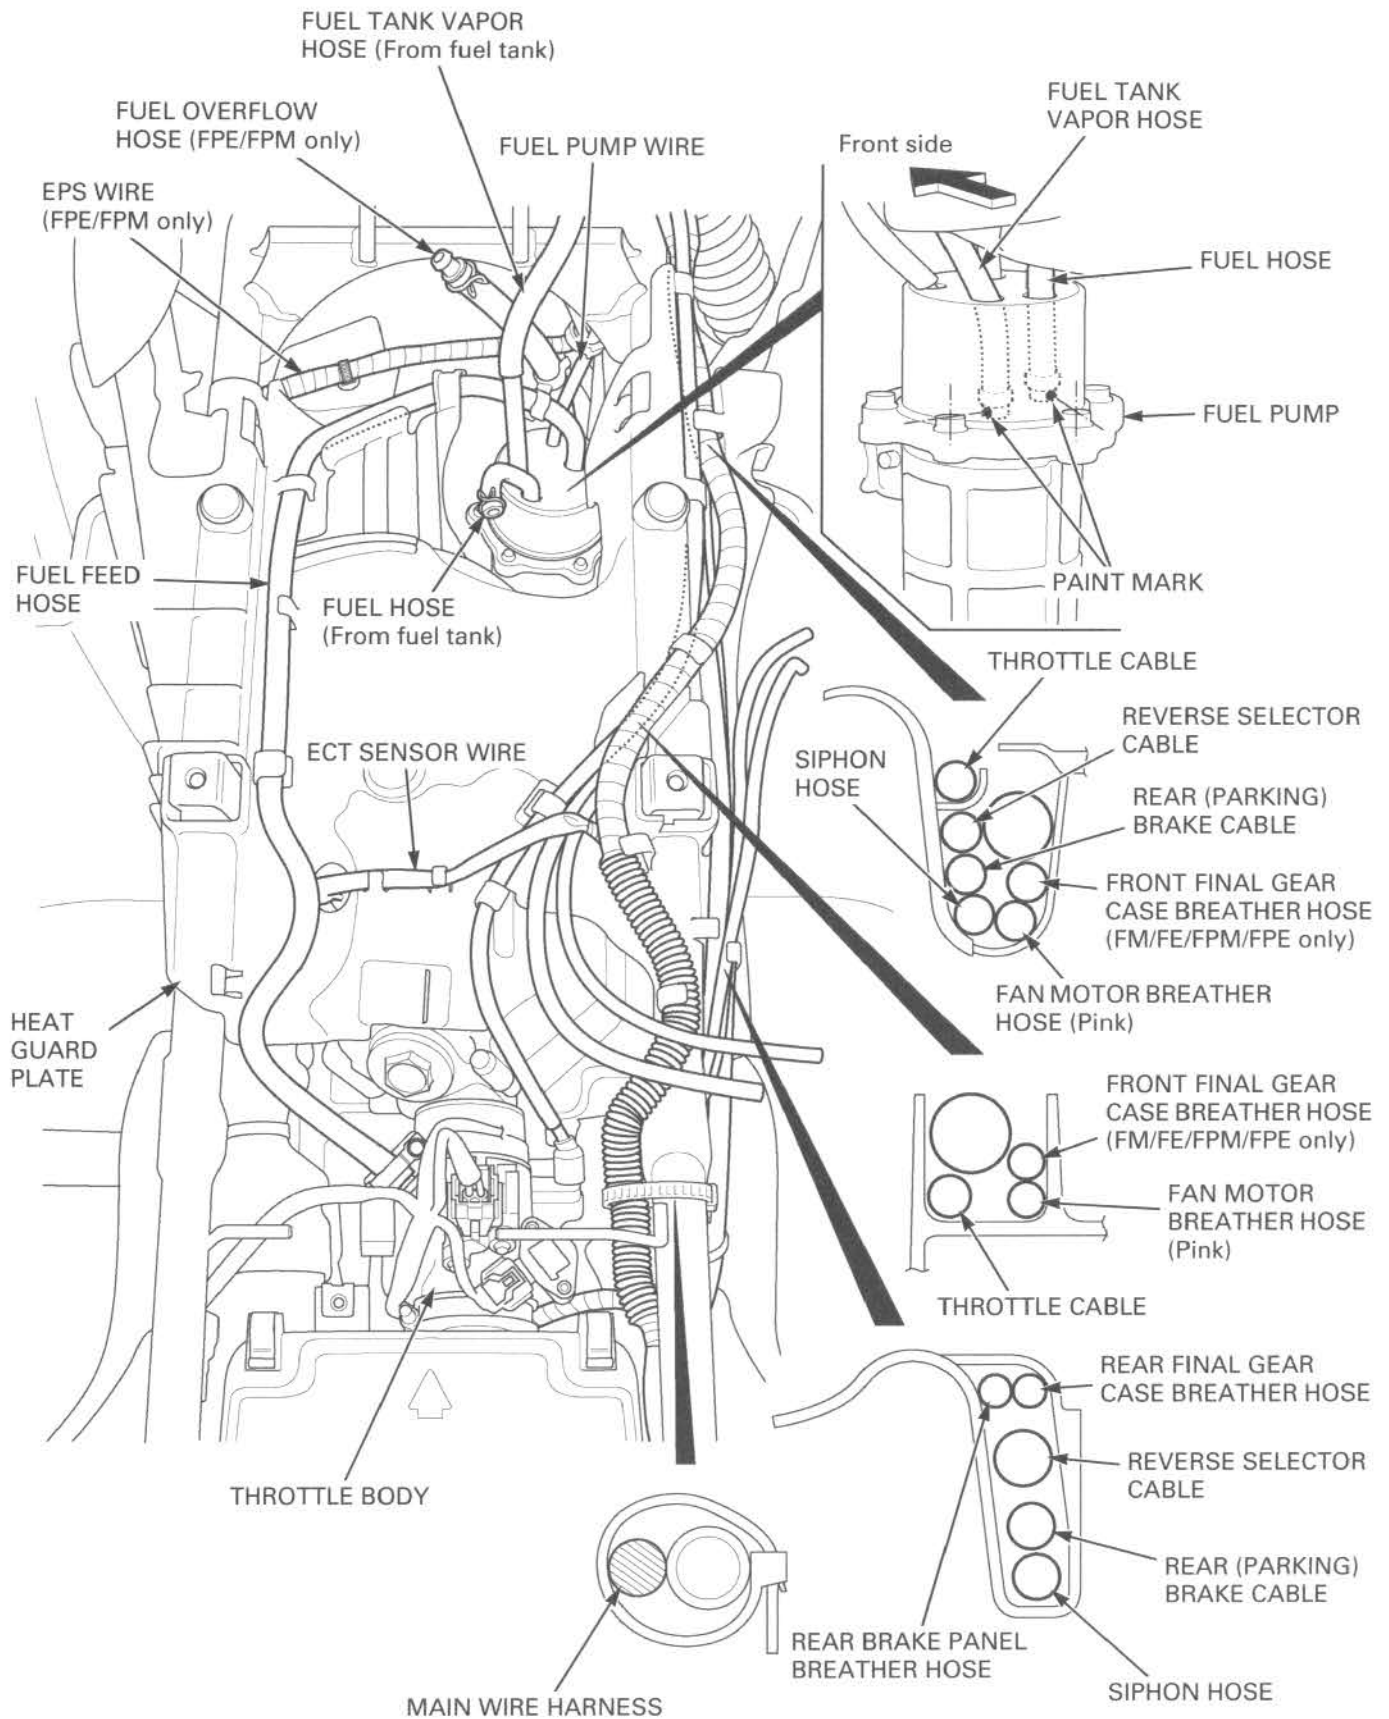 FUEL TANK VAPOR
HOSE (From fuel tank)
FUEL OVERFLOW
HOSE (FPE/FPM only)
FUEL PUMP WIRE
EPS WIRE
(FPE/FPM only)
FUEL TANK
VAPOR HOSE
Front side
FUEL HOSE
FUEL PUMP
PAINT MARK
FUEL FEED
HOSE
FUEL HOSE
(From fuel tank)
THROTTLE CABLE
REVERSE SELECTOR
CABLE
SIPHON
HOSE
REAR (PARKING)
BRAKE CABLE
FRONT FINAL GEAR
CASE BREATHER HOSE
(FM/FE/FPM/FPE only)
FAN MOTOR BREATHER
HOSE (Pink)
ECT SENSOR WIRE
HEAT
GUARD
PLATE
FRONT FINAL GEAR
CASE BREATHER HOSE
(FM/FE/FPM/FPE only)
FAN MOTOR
BREATHER HOSE
(Pink)
THROTTLE CABLE
REAR FINAL GEAR
CASE BREATHER HOSE
REVERSE SELECTOR
CABLE
REAR (PARKING)
BRAKE CABLE
SIPHON HOSE
REAR BRAKE PANEL
BREATHER HOSE
THROTTLE BODY
MAIN WIRE HARNESS